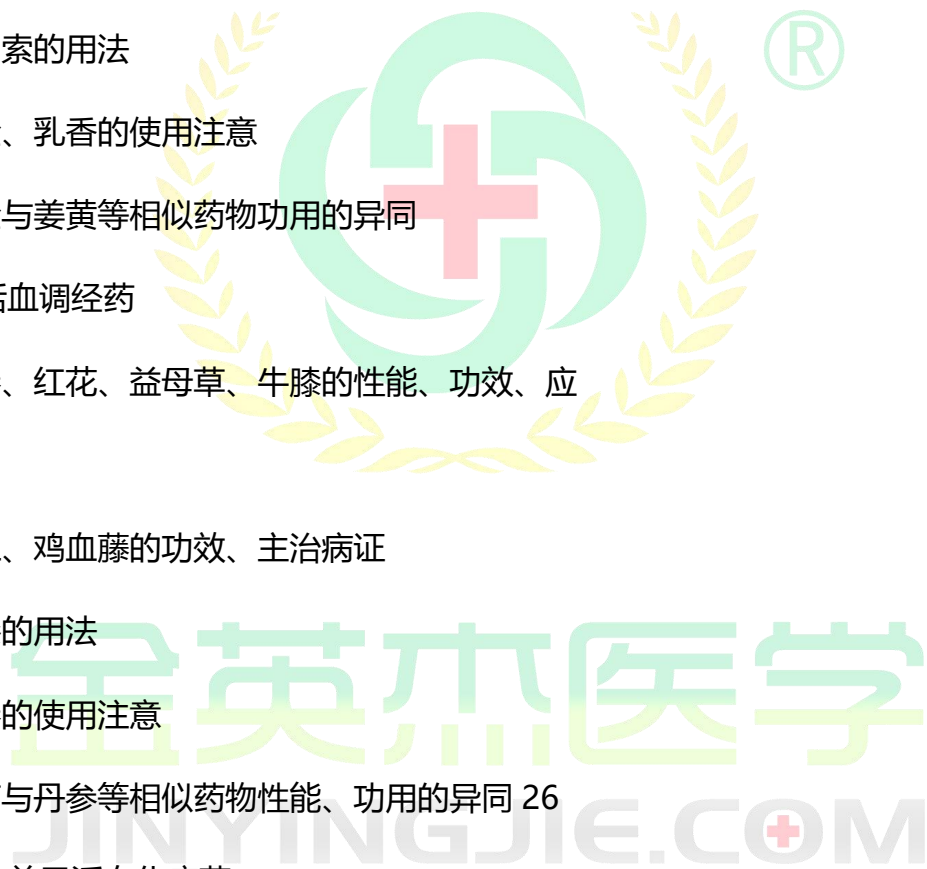 索的用法
®
、乳香的使用注意
与姜黄等相似药物功用的异同
活血调经药
、红花、益母草、牛膝的性能、功效、应
、鸡血藤的功效、主治病证
的用法
的使用注意
与丹参等相似药物性能、功用的异同 26
金英杰医学
JINYINGJIE.COM